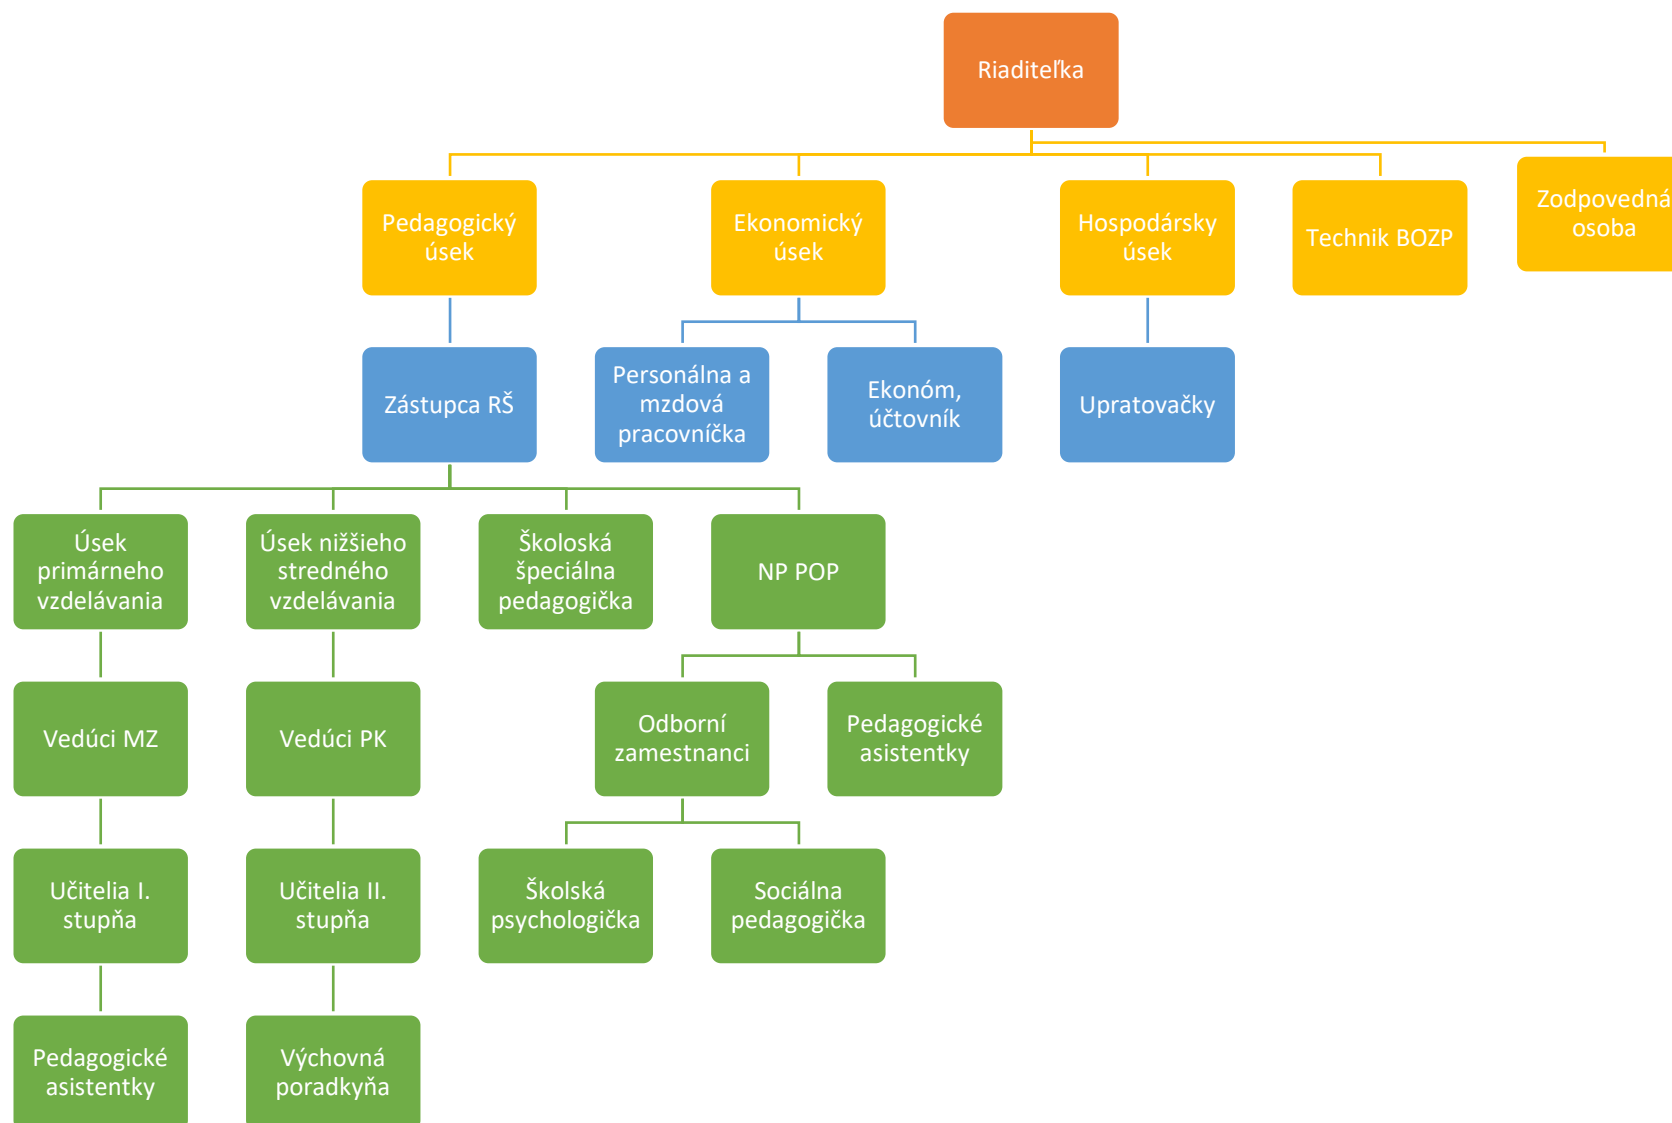 Riaditeľka
Pedagogický
úsek
Ekonomický
úsek
Hospodársky
úsek
Technik BOZP
Zodpovedná
osoba
Zástupca RŠ
Personálna a
mzdová
pracovníčka
Ekonóm,
účtovník
Upratovačky
Úsek
primárneho
vzdelávania
Úsek nižšieho
stredného
vzdelávania
Školoská
špeciálna
pedagogička
NP POP
Vedúci MZ
Vedúci PK
Odborní
zamestnanci
Pedagogické
asistentky
Učitelia I.
stupňa
Učitelia II.
stupňa
Školská
psychologička
Sociálna
pedagogička
Pedagogické
asistentky
Výchovná
poradkyňa